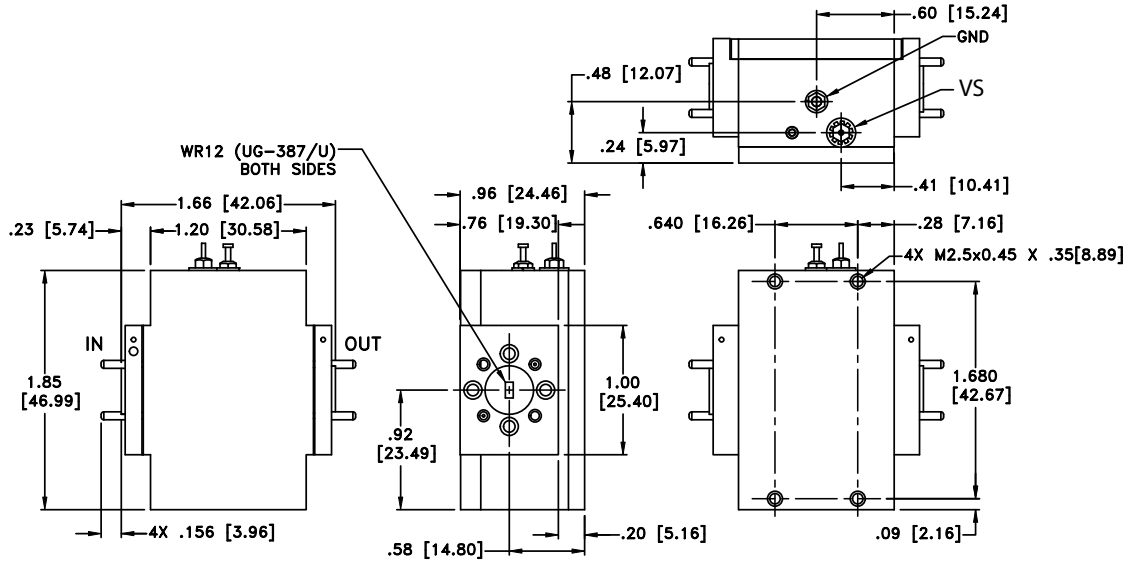 .60 [15.24]
GND
.48 [12.07]
VS
.24 [5.97]
.41 [10.41]
WR12 (UG-387/U)
BOTH SIDES
1.66 [42.06]
.23 [5.74]
1.20 [30.58]
IN
OUT
1.85
[46.99]
4X .156 [3.96]
.96 [24.46]
.76 [19.30]
1.00
[25.40]
.92
[23.49]
.58 [14.80]
.20 [5.16]
.640 [16.26]
.28 [7.16]
4X M2.5x0.45 X .35[8.89]
1.680
[42.67]
.09 [2.16]